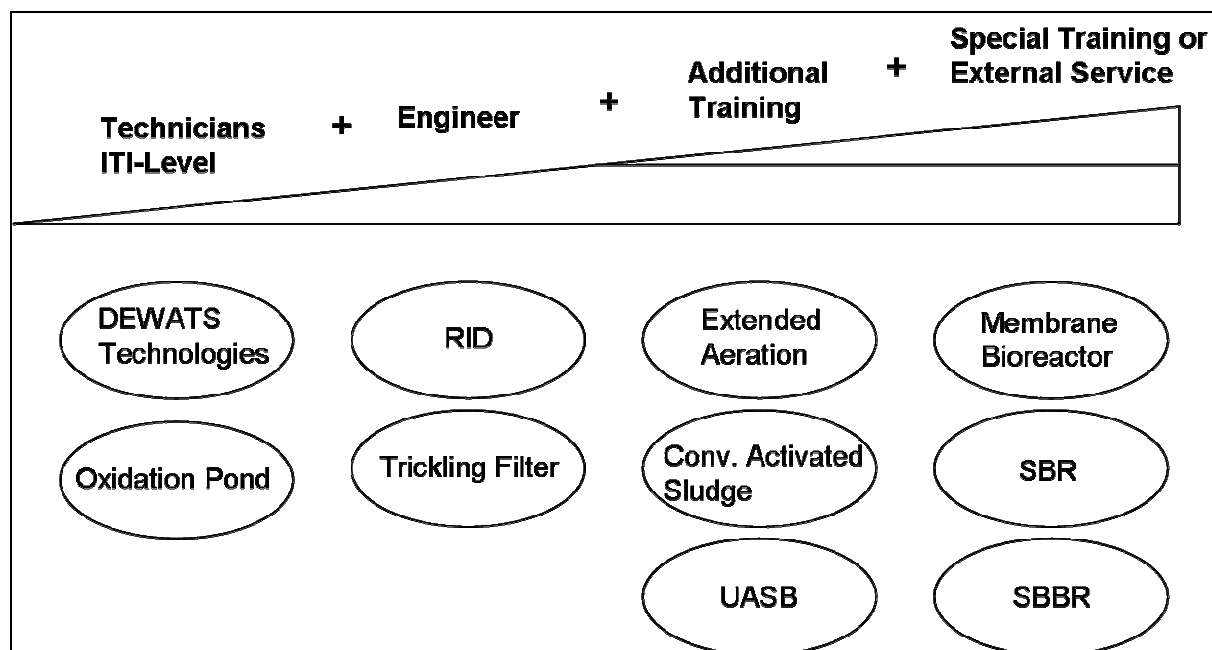 Technicians
ITI-Level
+
Engineer
+
Additional
Training
+
Special Training or
External Service
DEWATS
Technologies
RID
Extended
Aeration
Membrane
Bioreactor
Oxidation Pond
Trickling Filter
Conv. Activated
Sludge
SBR
UASB
SBBR